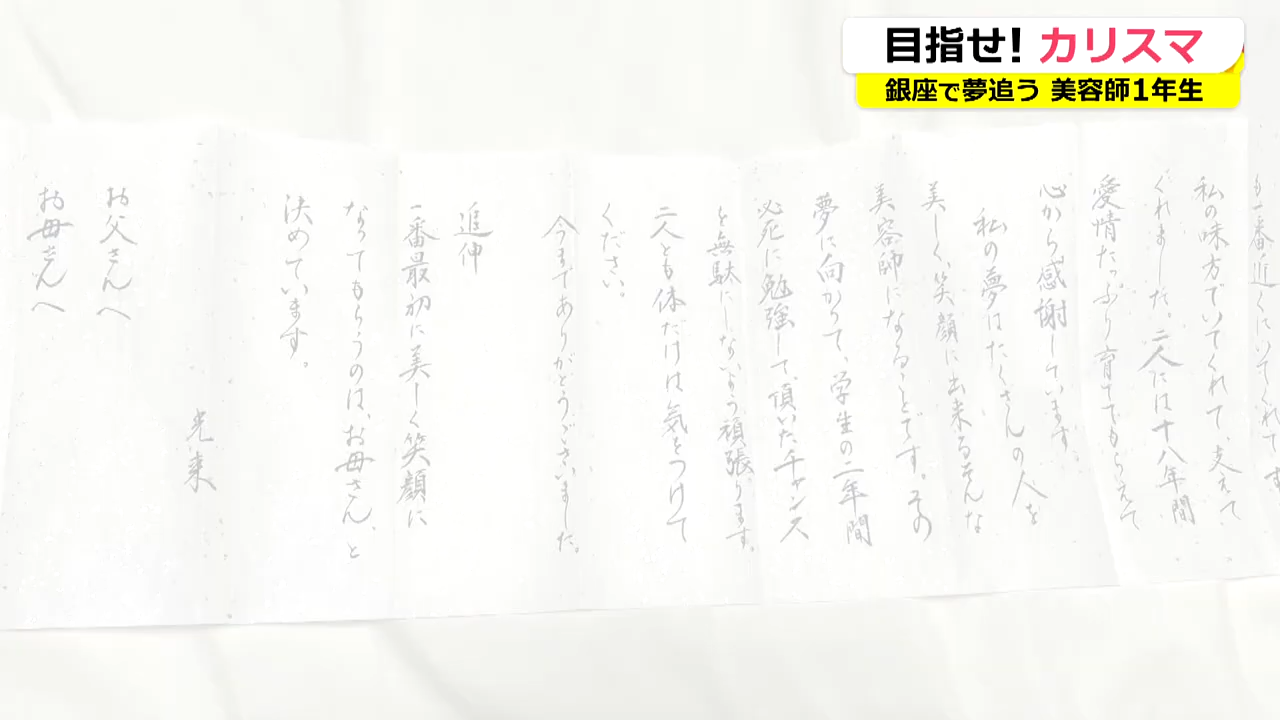 目指せ！カリスマ
銀座で夢追う 美容師1年生
も一番近くにいてくれてす
私の味方でいてくれて、支えて
くれました。二人には十八年間
愛情たっぷり育ててもらえて
心から感謝しています。
私の夢はたくさんの人を
美しく、笑顔に出来るそんな
美容師になることです。その
夢に向かって、学生の二年間
必死に勉強して、頂いたチャンス
を無駄にしないよう頑張ります。
二人とも体だけは気をつけて
ください。
今までありがとうございました。
追伸
一番最初に美しく笑顔に
なってもらうのは、お母さん、と
決めています。
光来
お父さんへ
お母さんへ